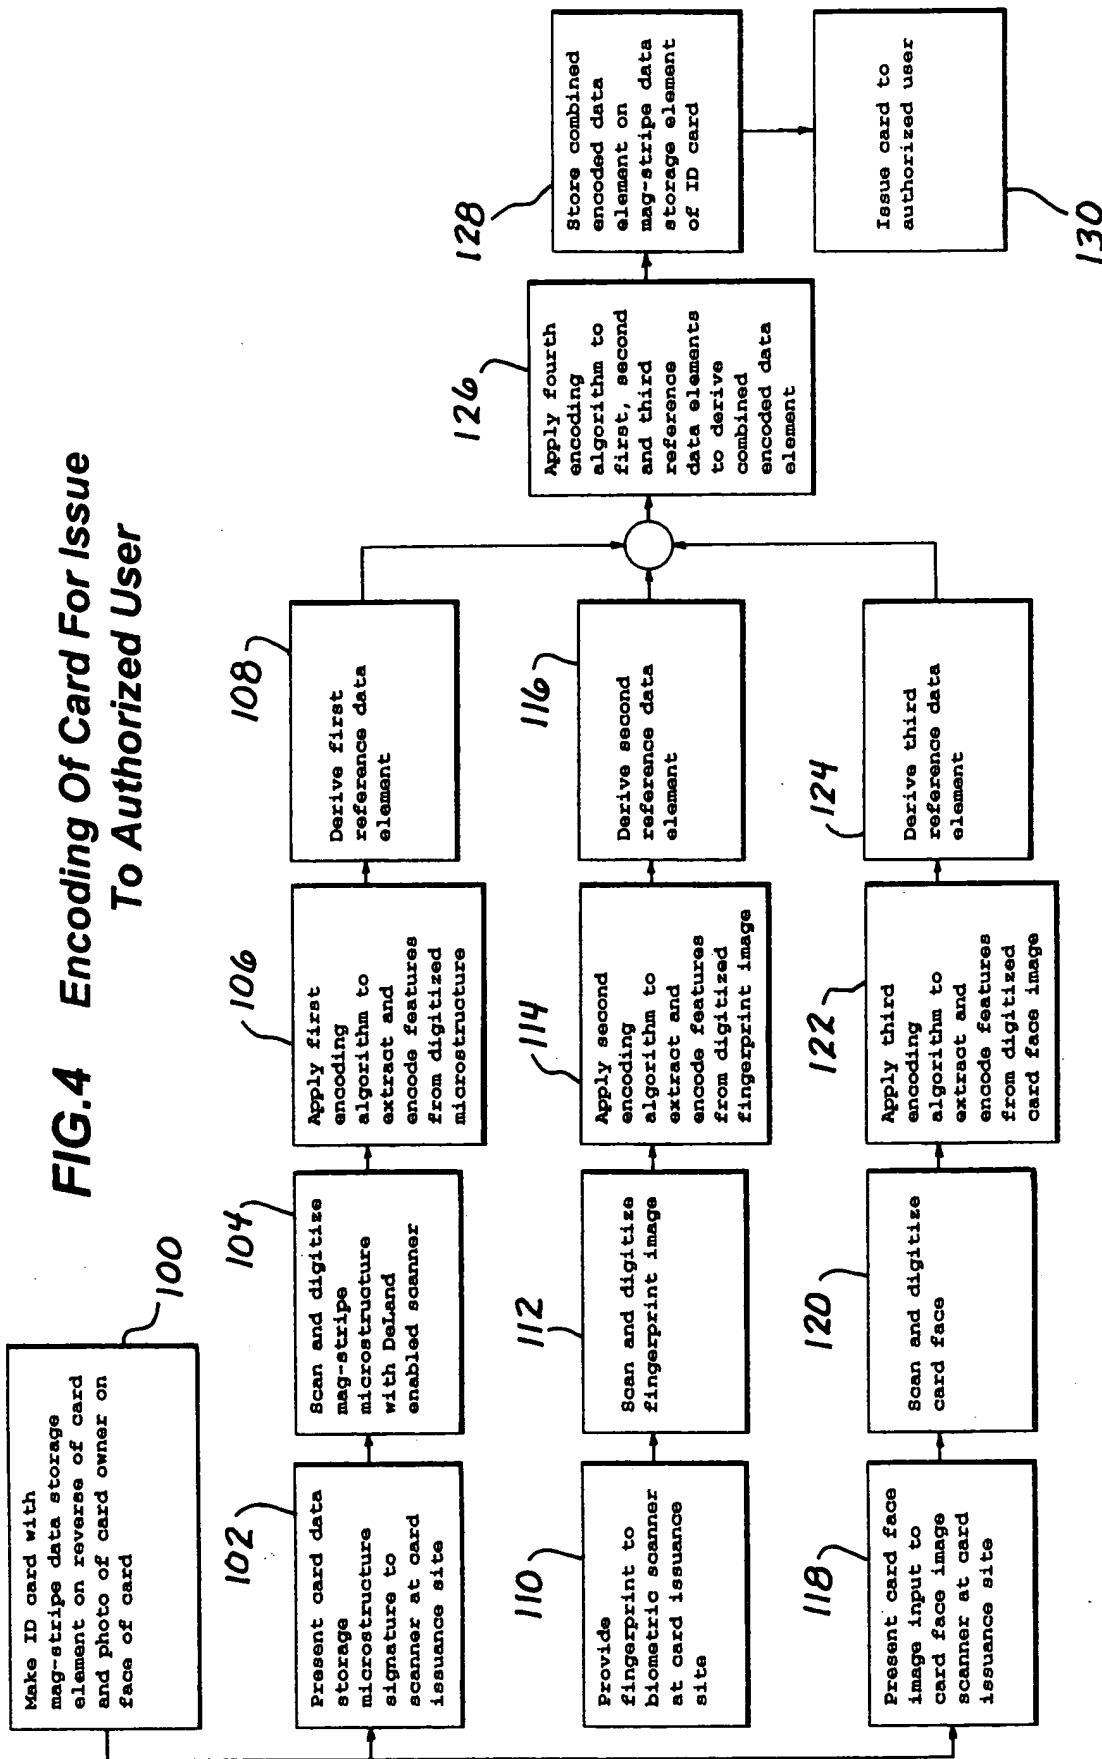 FIG.4 Encoding Of Card For Issue
To Authorized User
Make ID card with
mag-stripe data storage
element on reverse of card
and photo of card owner on
face of card
100
102
Present card data
storage
microstructure
signature to
scanner at card
issuance site
104
Scan and digitize
mag-stripe
microstructure
with DeLand
enabled scanner
106
Apply first
encoding
algorithm to
extract and
encode features
from digitized
microstructure
108
Derive first
reference data
element
110
Provide
fingerprint to
biometric scanner
at card issuance
site
112
Scan and digitize
fingerprint image
114
Apply second
encoding
algorithm to
extract and
encode features
from digitized
fingerprint image
116
Derive second
reference data
element
118
Present card face
image input to
card face image
scanner at card
issuance site
120
Scan and digitize
card face
122
Apply third
encoding
algorithm to
extract and
encode features
from digitized
card face image
124
Derive third
reference data
element
126
Apply fourth
encoding
algorithm to
first, second
and third
reference
data elements
to derive
combined
encoded data
element
128
Store combined
encoded data
element on
mag-stripe data
storage element
of ID card
Issue card to
authorized user
130